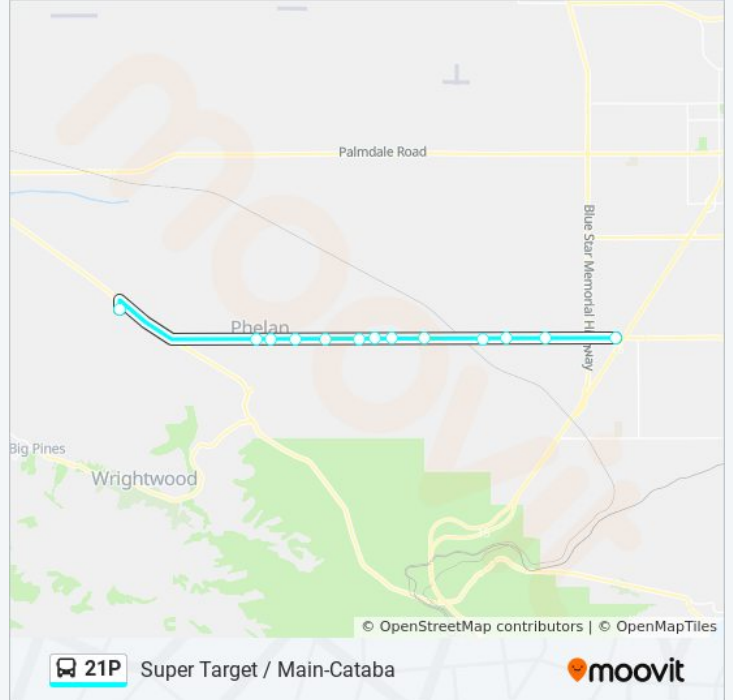 Palmdale Road
Blue Star Memorial Highway
Phelan
Big Pines
Wrightwood
moovit
© OpenStreetMap contributors | © OpenMapTiles
21P Super Target / Main-Cataba
moovit